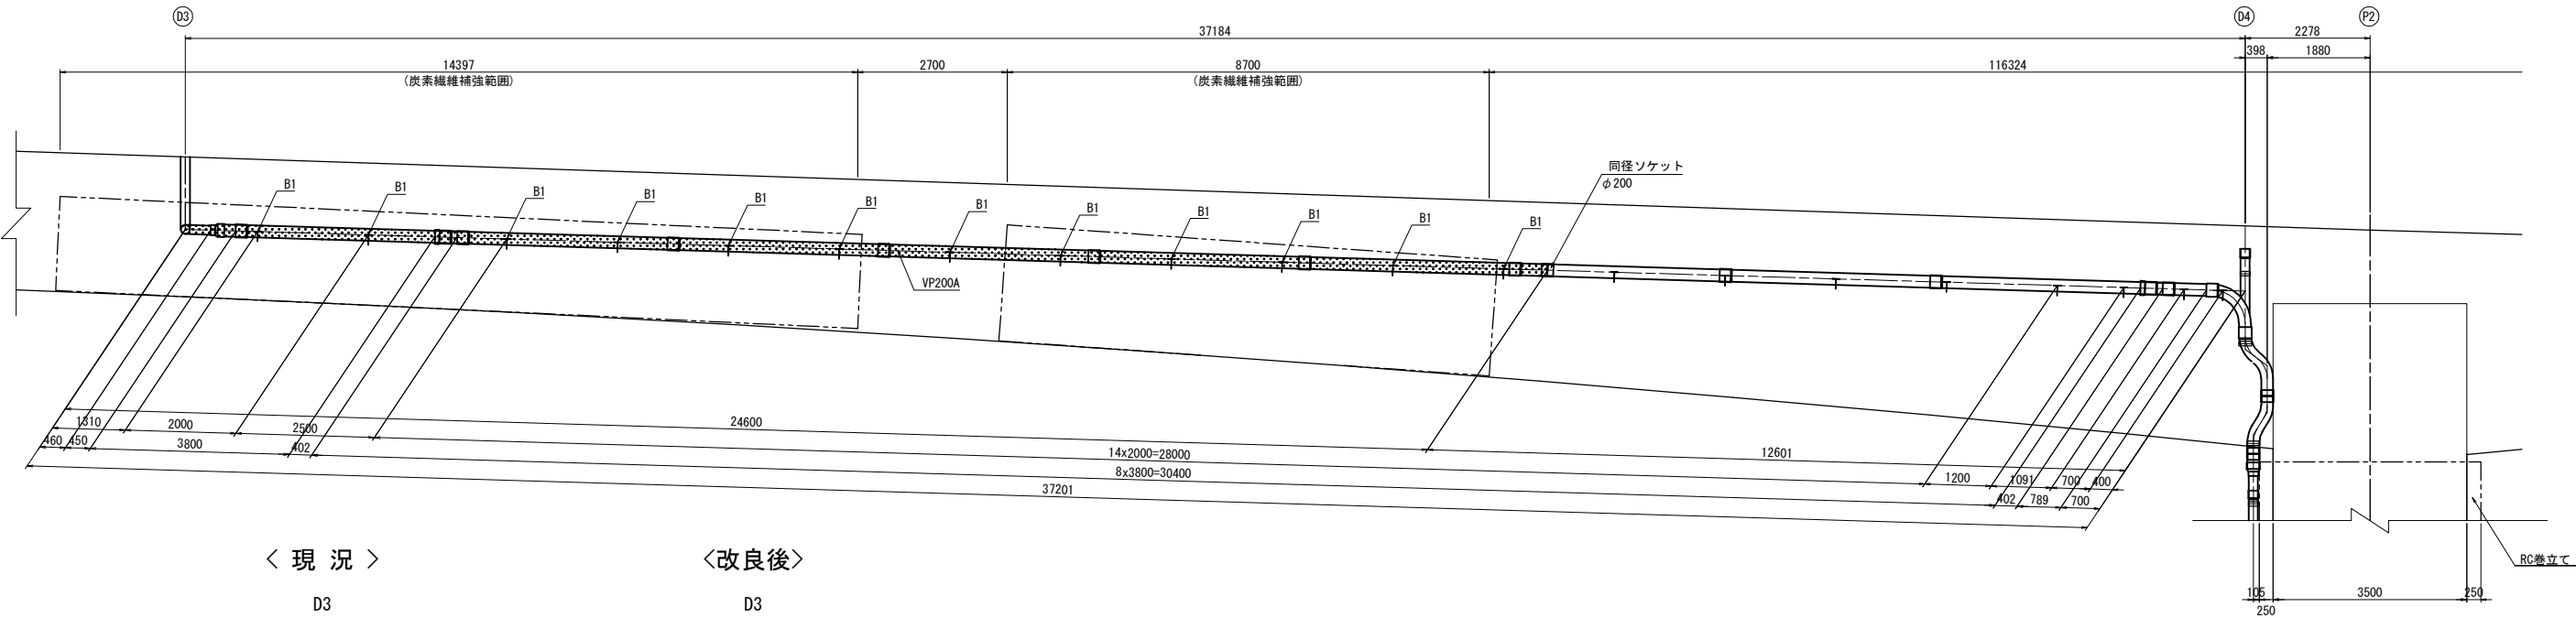 D3 D4 P2
37184 2278
398 1880
14397 2700 8700 116324
(炭素繊維補強範囲) (炭素繊維補強範囲)
同径ソケット
φ200
B1 B1 B1 B1 B1 B1 B1 B1 B1 B1 B1 B1
VP200A
24600 12601
1310 2000 2500 14x2000=28000 1200 1091 700 400
460 450 3800 402 8x3800=30400 402 789 700
37201
〈 現 況 〉 〈改良後〉
RC巻立て
D3 D3
105 3500 250
250